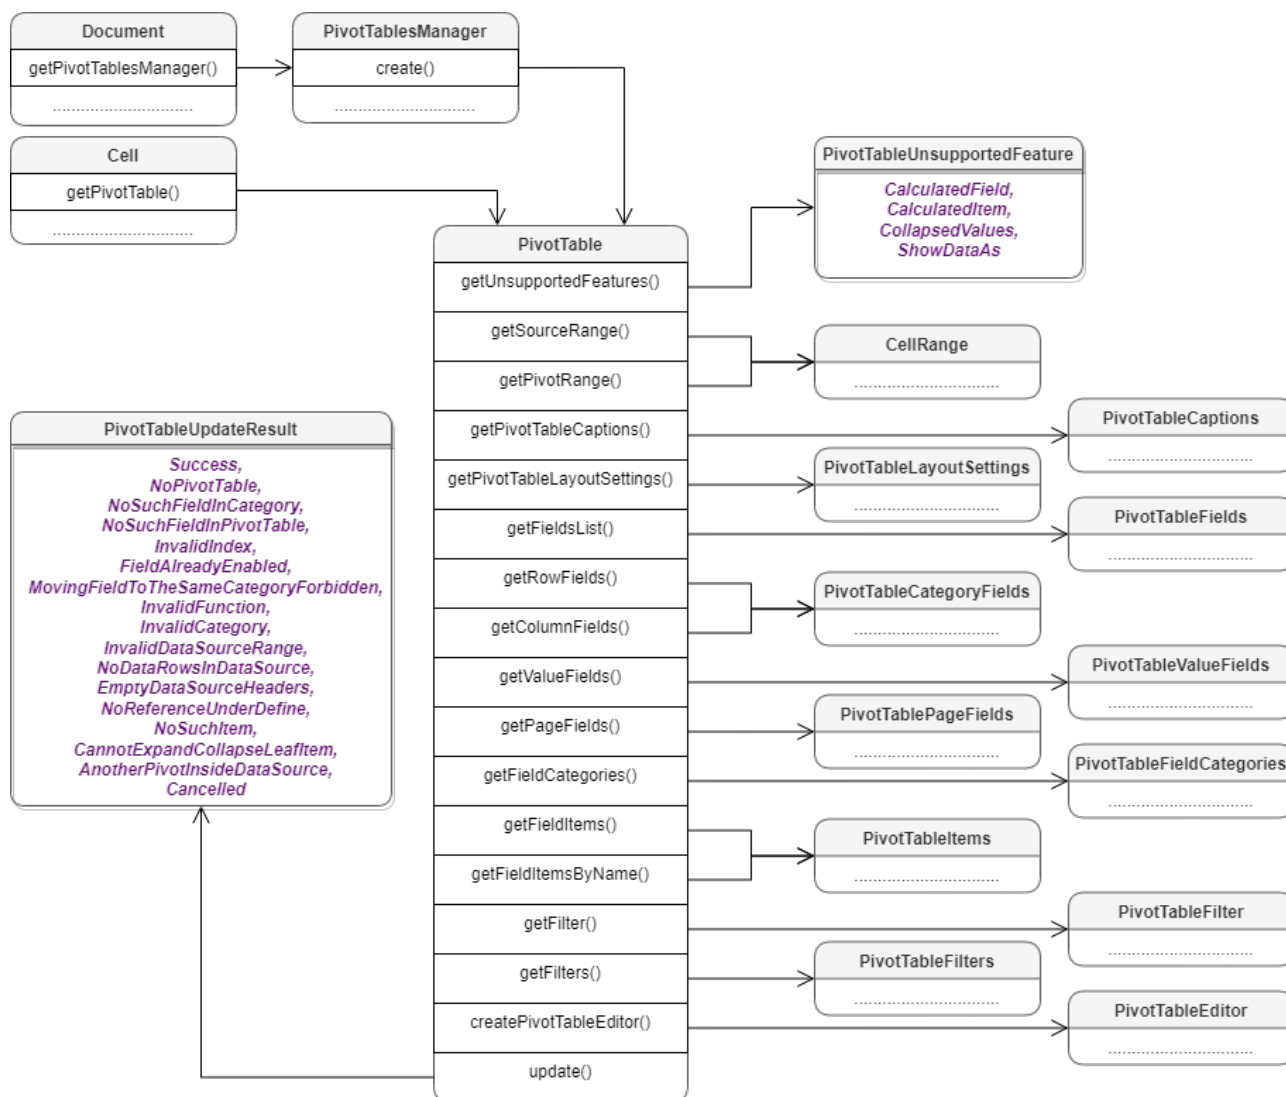 Document
getPivotTablesManager()
..............................
PivotTablesManager
create()
..............................
Cell
getPivotTable()
..............................
PivotTableUnsupportedFeature
CalculatedField,
CalculatedItem,
CollapsedValues,
ShowDataAs
PivotTable
getUnsupportedFeatures()
getSourceRange()
getPivotRange()
getPivotTableCaptions()
getPivotTableLayoutSettings()
getFieldsList()
getRowFields()
getColumnFields()
getValueFields()
getPageFields()
getFieldCategories()
getFieldItems()
getFieldItemsByName()
getFilter()
getFilters()
createPivotTableEditor()
update()
CellRange
..............................
PivotTableCaptions
..............................
PivotTableLayoutSettings
..............................
PivotTableFields
..............................
PivotTableCategoryFields
..............................
PivotTableValueFields
..............................
PivotTablePageFields
..............................
PivotTableFieldCategories
..............................
PivotTableItems
..............................
PivotTableFilter
..............................
PivotTableFilters
..............................
PivotTableEditor
..............................
PivotTableUpdateResult
Success,
NoPivotTable,
NoSuchFieldInCategory,
NoSuchFieldInPivotTable,
InvalidIndex,
FieldAlreadyEnabled,
MovingFieldToTheSameCategoryForbidden,
InvalidFunction,
InvalidCategory,
InvalidDataSourceRange,
NoDataRowsInDataSource,
EmptyDataSourceHeaders,
NoReferenceUnderDefine,
NoSuchItem,
CannotExpandCollapseLeafItem,
AnotherPivotInsideDataSource,
Cancelled